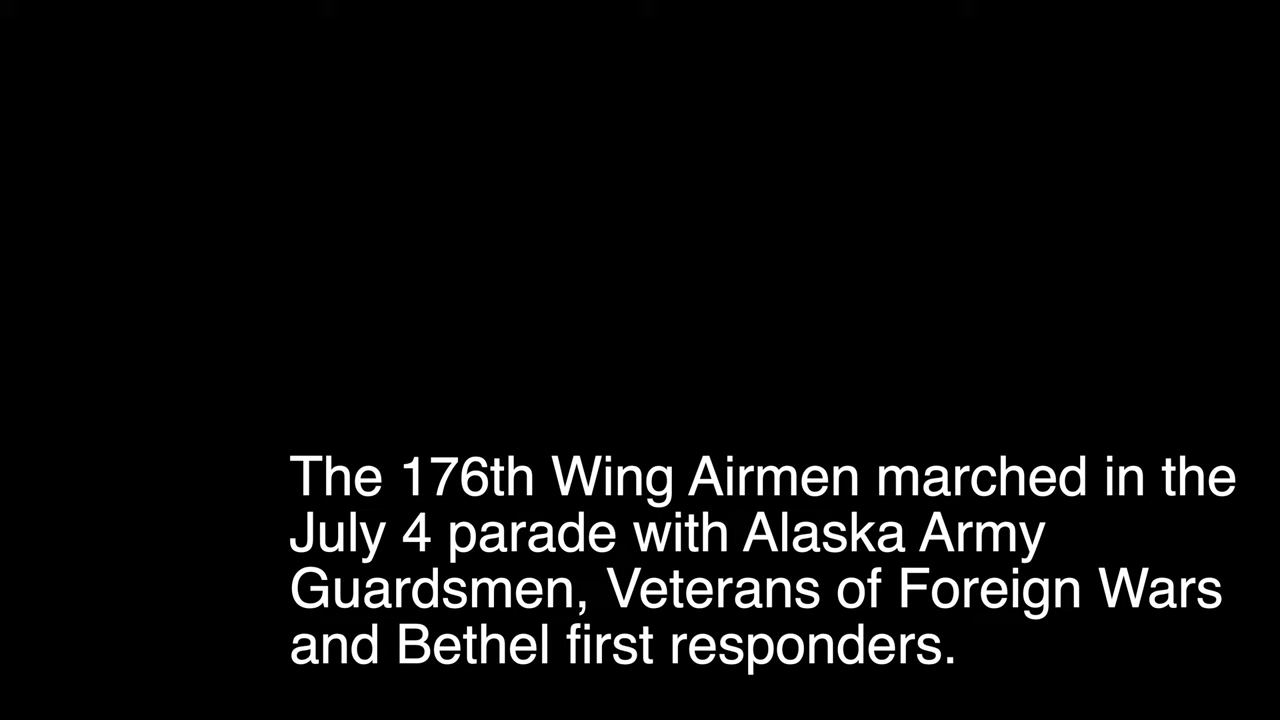 The 176th Wing Airmen marched in the
July 4 parade with Alaska Army
Guardsmen, Veterans of Foreign Wars
and Bethel first responders.